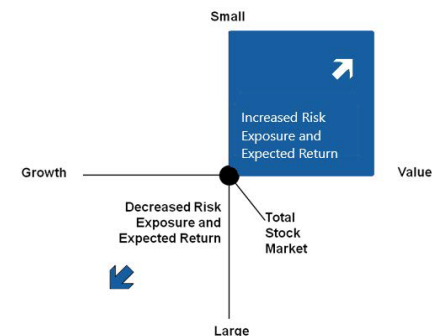 Small
Increased Risk
Exposure and
Expected Return
Growth
Value
Decreased Risk
Exposure and
Expected Return
Total
Stock
Market
Large